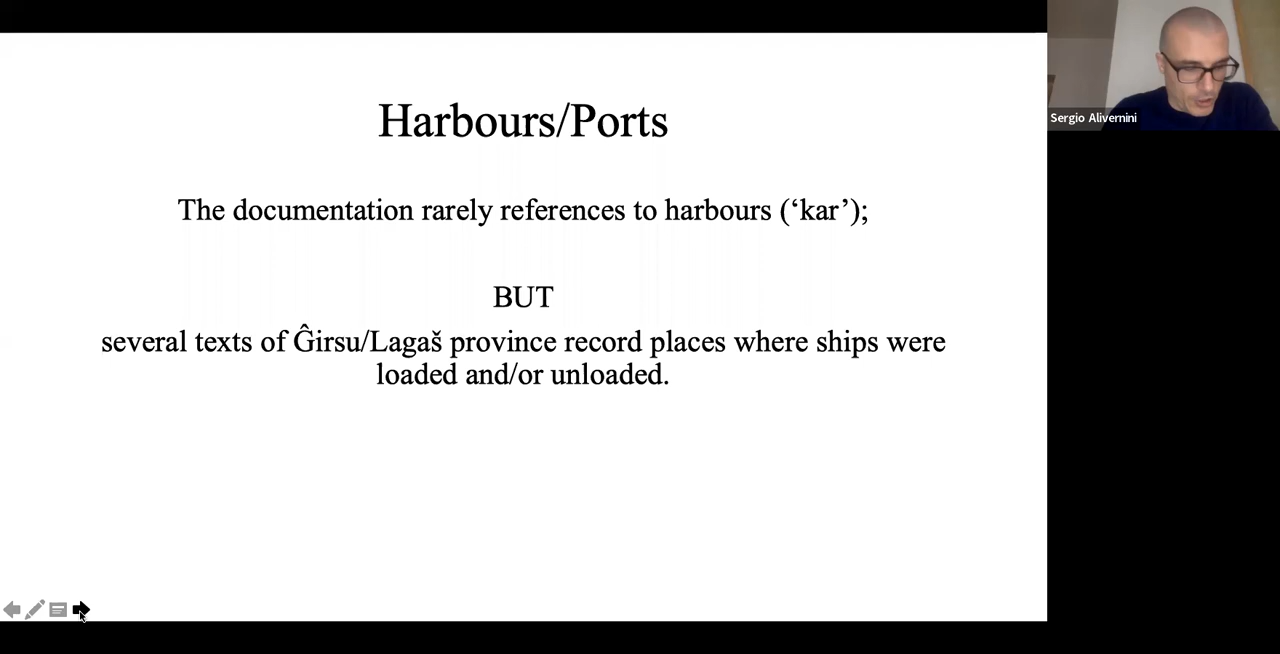 Harbours/Ports
The documentation rarely references to harbours (‘kar’);
BUT
several texts of Ĝirsu/Lagaš province record places where ships were
loaded and/or unloaded.
Sergio Alivernini